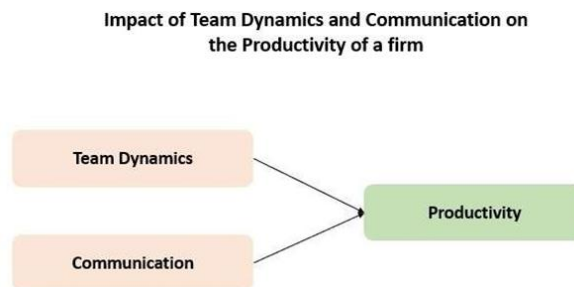 Impact of Team Dynamics and Communication on
the Productivity of a firm
Team Dynamics
Productivity
Communication